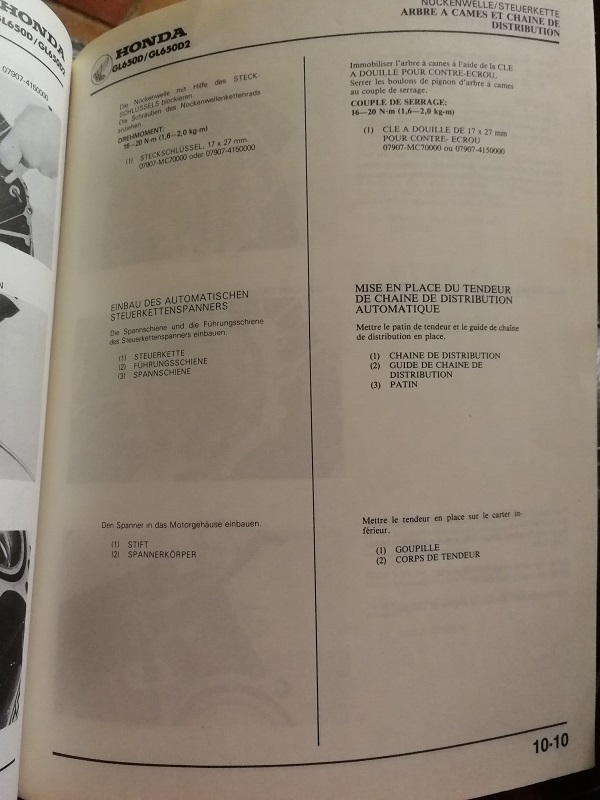 HONDA
GL650D/GL650D2
07907-4150000
HONDA
GL650D/GL650D2
NOCKENWELLE/STEUERKETTE
ARBRE A CAMES ET CHAINE DE
DISTRIBUTION
Die Nockenwelle mit Hilfe des STECK-
SCHLÜSSELS blockieren.
Die Schrauben des Nockenwellenkettenrads
anziehen.
DREHMOMENT:
16–20 N·m (1,6–2,0 kg-m)
(1) STECKSCHLÜSSEL, 17 x 27 mm
07907-MC70000 oder 07907-4150000
EINBAU DES AUTOMATISCHEN
STEUERKETTENSPANNERS
Die Spannschiene und die Führungsschiene
des Steuerkettenspanners einbauen.
(1) STEUERKETTE
(2) FÜHRUNGSSCHIENE
(3) SPANNSCHIENE
Den Spanner in das Motorgehäuse einbauen.
(1) STIFT
(2) SPANNERKÖRPER
Immobiliser l'arbre à cames à l'aide de la CLE
A DOUILLE POUR CONTRE-ECROU.
Serrer les boulons de pignon d'arbre à cames
au couple de serrage.
COUPLE DE SERRAGE:
16–20 N·m (1,6–2,0 kg-m)
(1) CLE A DOUILLE DE 17 x 27 mm
POUR CONTRE- ECROU
07907-MC70000 ou 07907-4150000
MISE EN PLACE DU TENDEUR
DE CHAINE DE DISTRIBUTION
AUTOMATIQUE
Mettre le patin de tendeur et le guide de chaîne
de distribution en place.
(1) CHAINE DE DISTRIBUTION
(2) GUIDE DE CHAINE DE
DISTRIBUTION
(3) PATIN
Mettre le tendeur en place sur le carter in-
férieur.
(1) GOUPILLE
(2) CORPS DE TENDEUR
10-10